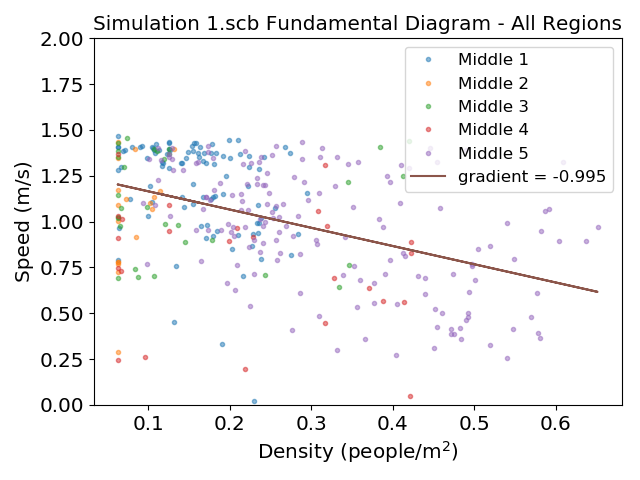 Simulation 1.scb Fundamental Diagram - All Regions
2.00
1.75
1.50
1.25
1.00
0.75
0.50
0.25
0.00
Speed (m/s)
Middle 1
Middle 2
Middle 3
Middle 4
Middle 5
gradient = -0.995
0.1 0.2 0.3 0.4 0.5 0.6
Density (people/m²)